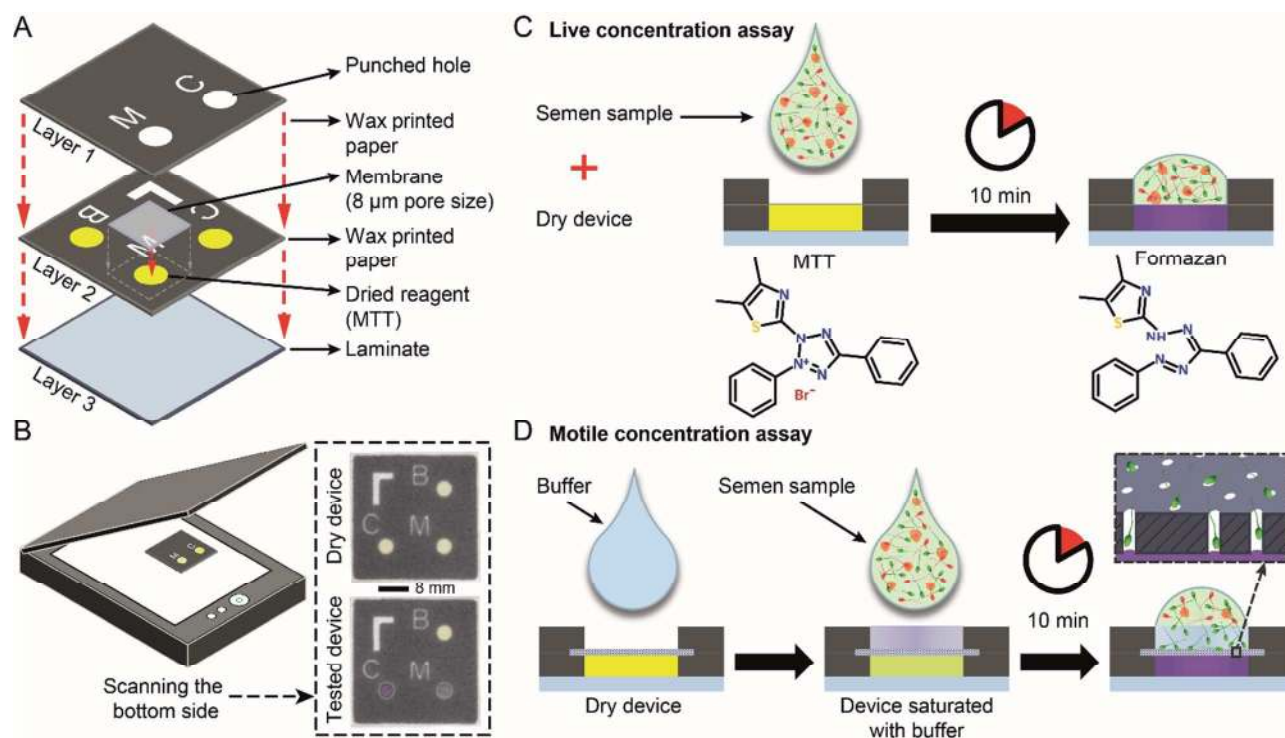 A
Punched hole
C
M
Wax printed
paper
Layer 1
Membrane
(8 µm pore size)
C
B
M
Wax printed
paper
Layer 2
Dried reagent
(MTT)
Laminate
Layer 3
B
Dry device
B
C
M
8 mm
Tested device
B
C
M
C
M
Scanning the
bottom side
C Live concentration assay
Semen sample
+
Dry device
10 min
MTT
Formazan
N
S
N
N+
N
N
Br-
N
S
NH
N
N
N
D Motile concentration assay
Buffer
Semen sample
10 min
Dry device
Device saturated
with buffer